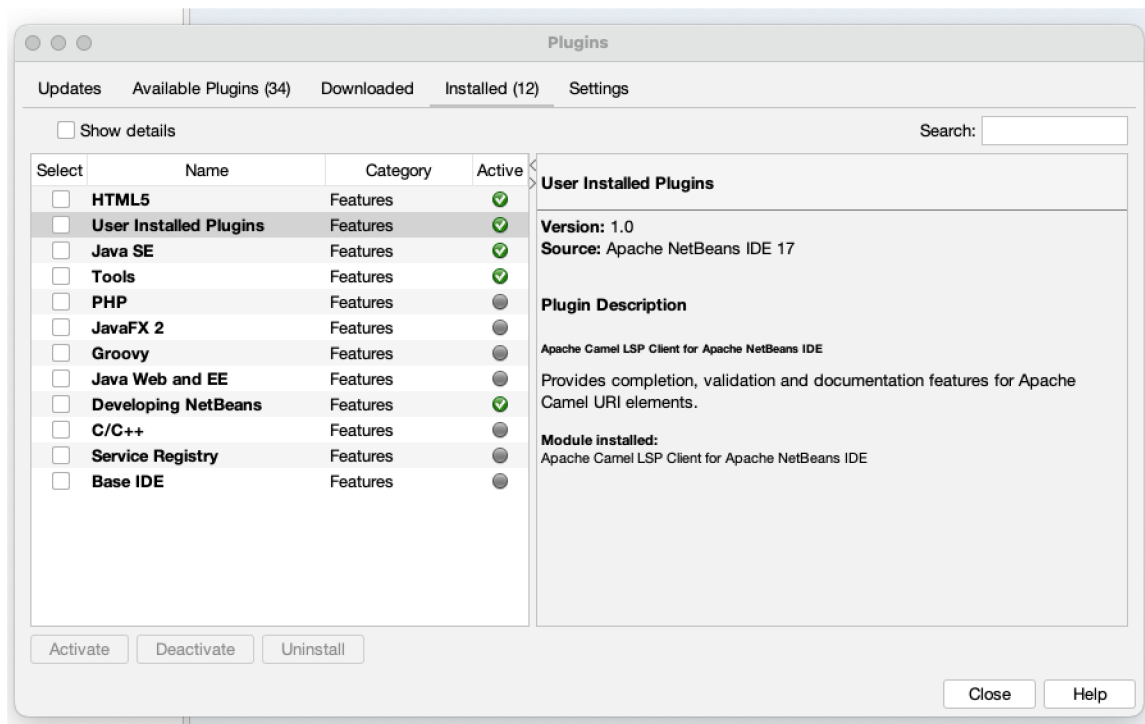 Plugins
Updates Available Plugins (34) Downloaded Installed (12) Settings
Show details Search:
Select Name Category Active
HTML5 Features
User Installed Plugins Features
Java SE Features
Tools Features
PHP Features
JavaFX 2 Features
Groovy Features
Java Web and EE Features
Developing NetBeans Features
C/C++ Features
Service Registry Features
Base IDE Features
User Installed Plugins
Version: 1.0
Source: Apache NetBeans IDE 17
Plugin Description
Apache Camel LSP Client for Apache NetBeans IDE
Provides completion, validation and documentation features for Apache
Camel URI elements.
Module installed:
Apache Camel LSP Client for Apache NetBeans IDE
Activate Deactivate Uninstall
Close Help